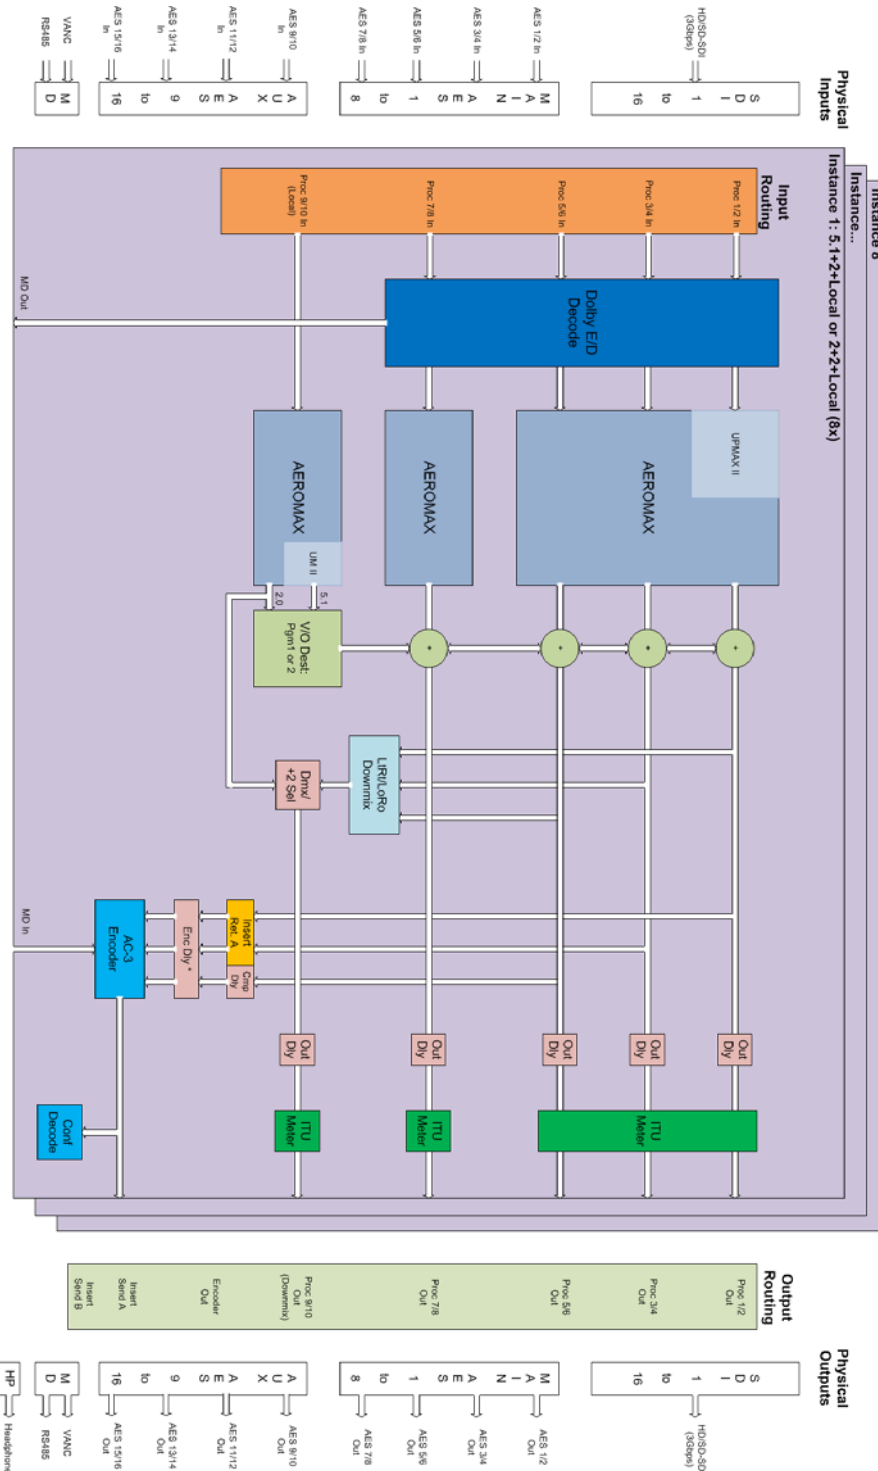 Physical
Inputs
HD/SD-SDI
(3Gbps)
S
D
I
1
to
16
AES 1/2 In
AES 3/4 In
AES 5/6 In
AES 7/8 In
M
A
I
N
A
E
S
1
to
8
AES 9/10
In
AES 11/12
In
AES 13/14
In
AES 15/16
In
A
U
X
A
E
S
9
to
16
VANC
RS485
M
D
Instance 8
Instance...
Instance 1: 5.1+2+Local or 2+2+Local (8x)
Input
Routing
Proc 1/2 In
Proc 3/4 In
Proc 5/6 In
Proc 7/8 In
Proc 9/10 In
(Local)
Dolby E/D
Decode
MD Out
UPMAX II
AEROMAX
AEROMAX
AEROMAX
UM II
5.1
2.0
V/O Dest:
Pgm1 or 2
+
+
+
+
LtRt/LoRo
Downmix
Dmx/
+2 Sel
Insert
Ret. A
Cmp
Dly
Enc Dly *
AC-3
Encoder
MD In
Out
Dly
Out
Dly
Out
Dly
Out
Dly
Out
Dly
ITU
Meter
ITU
Meter
ITU
Meter
Conf
Decode
Output
Routing
Proc 1/2
Out
Proc 3/4
Out
Proc 5/6
Out
Proc 7/8
Out
Proc 9/10
Out
(Downmix)
Encoder
Out
Insert
Send A
Insert
Send B
Physical
Outputs
S
D
I
1
to
16
HD/SD-SD
(3Gbps)
M
A
I
N
A
E
S
1
to
8
AES 1/2
Out
AES 3/4
Out
AES 5/6
Out
AES 7/8
Out
A
U
X
A
E
S
9
to
16
AES 9/10
Out
AES 11/12
Out
AES 13/14
Out
AES 15/16
Out
M
D
VANC
RS485
HP
Headphone